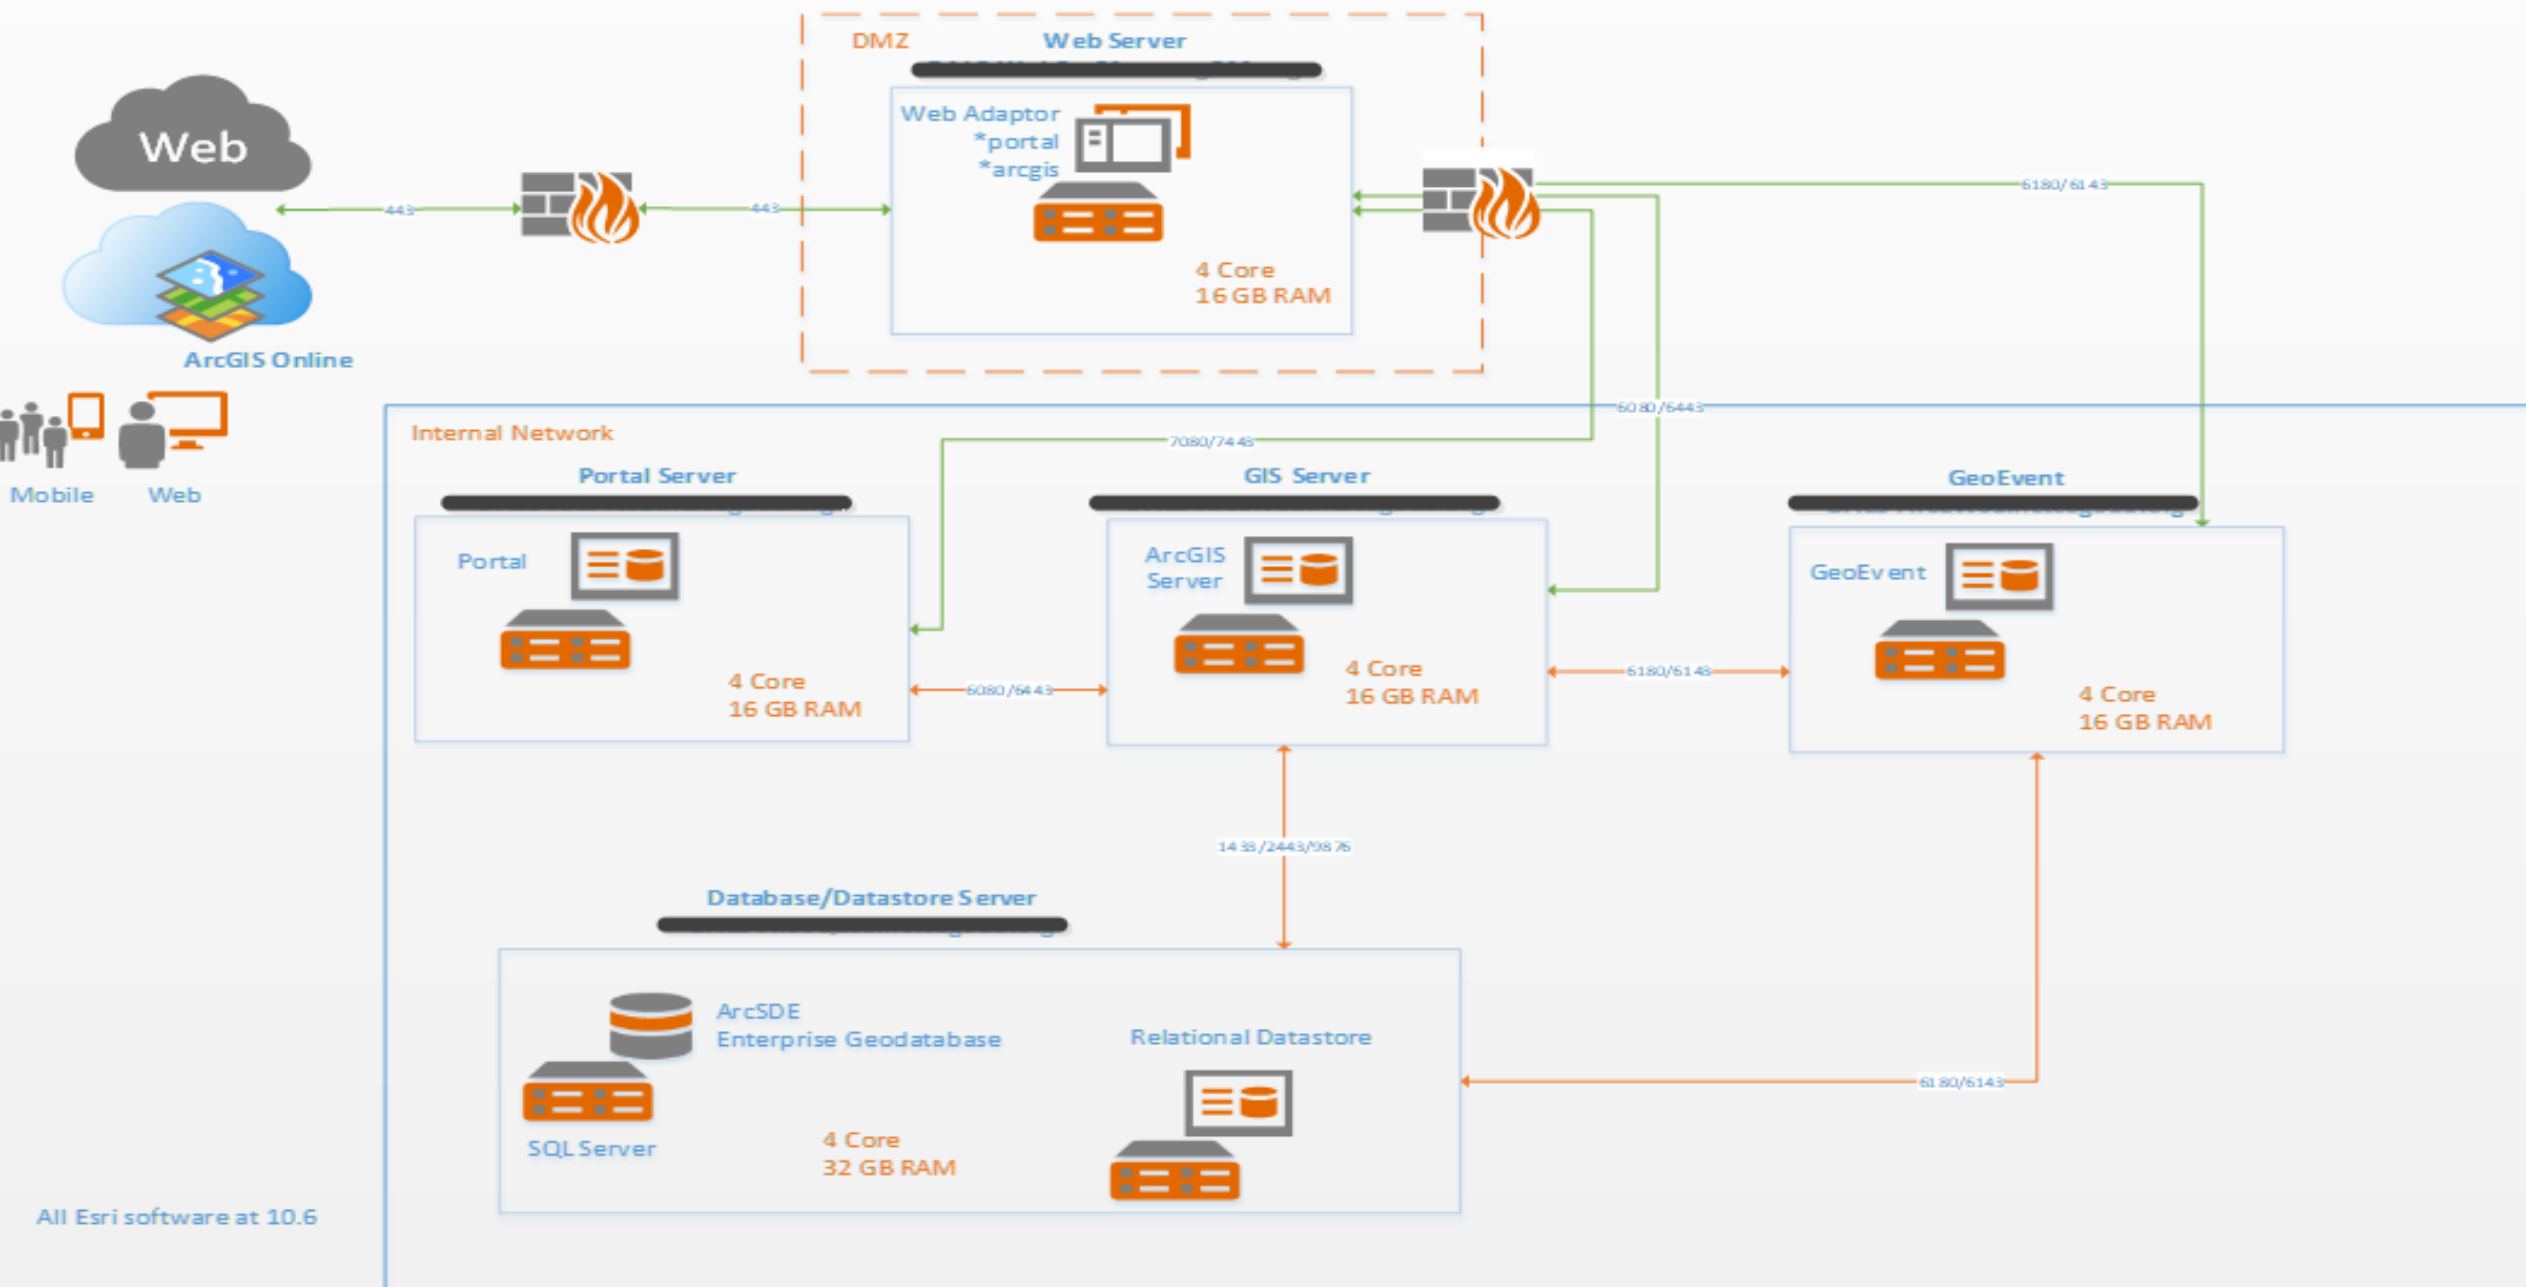 DMZ
Web Server
Web Adaptor
*portal
*arcgis
4 Core
16 GB RAM
Web
443
443
6180/6143
ArcGIS Online
Mobile
Web
6080/6443
Internal Network
7080/7443
Portal Server
GIS Server
GeoEvent
Portal
ArcGIS
Server
GeoEvent
4 Core
16 GB RAM
6080/6443
4 Core
16 GB RAM
6180/6143
4 Core
16 GB RAM
1433/2443/9876
Database/Datastore Server
ArcSDE
Enterprise Geodatabase
Relational Datastore
6180/6143
SQL Server
4 Core
32 GB RAM
All Esri software at 10.6